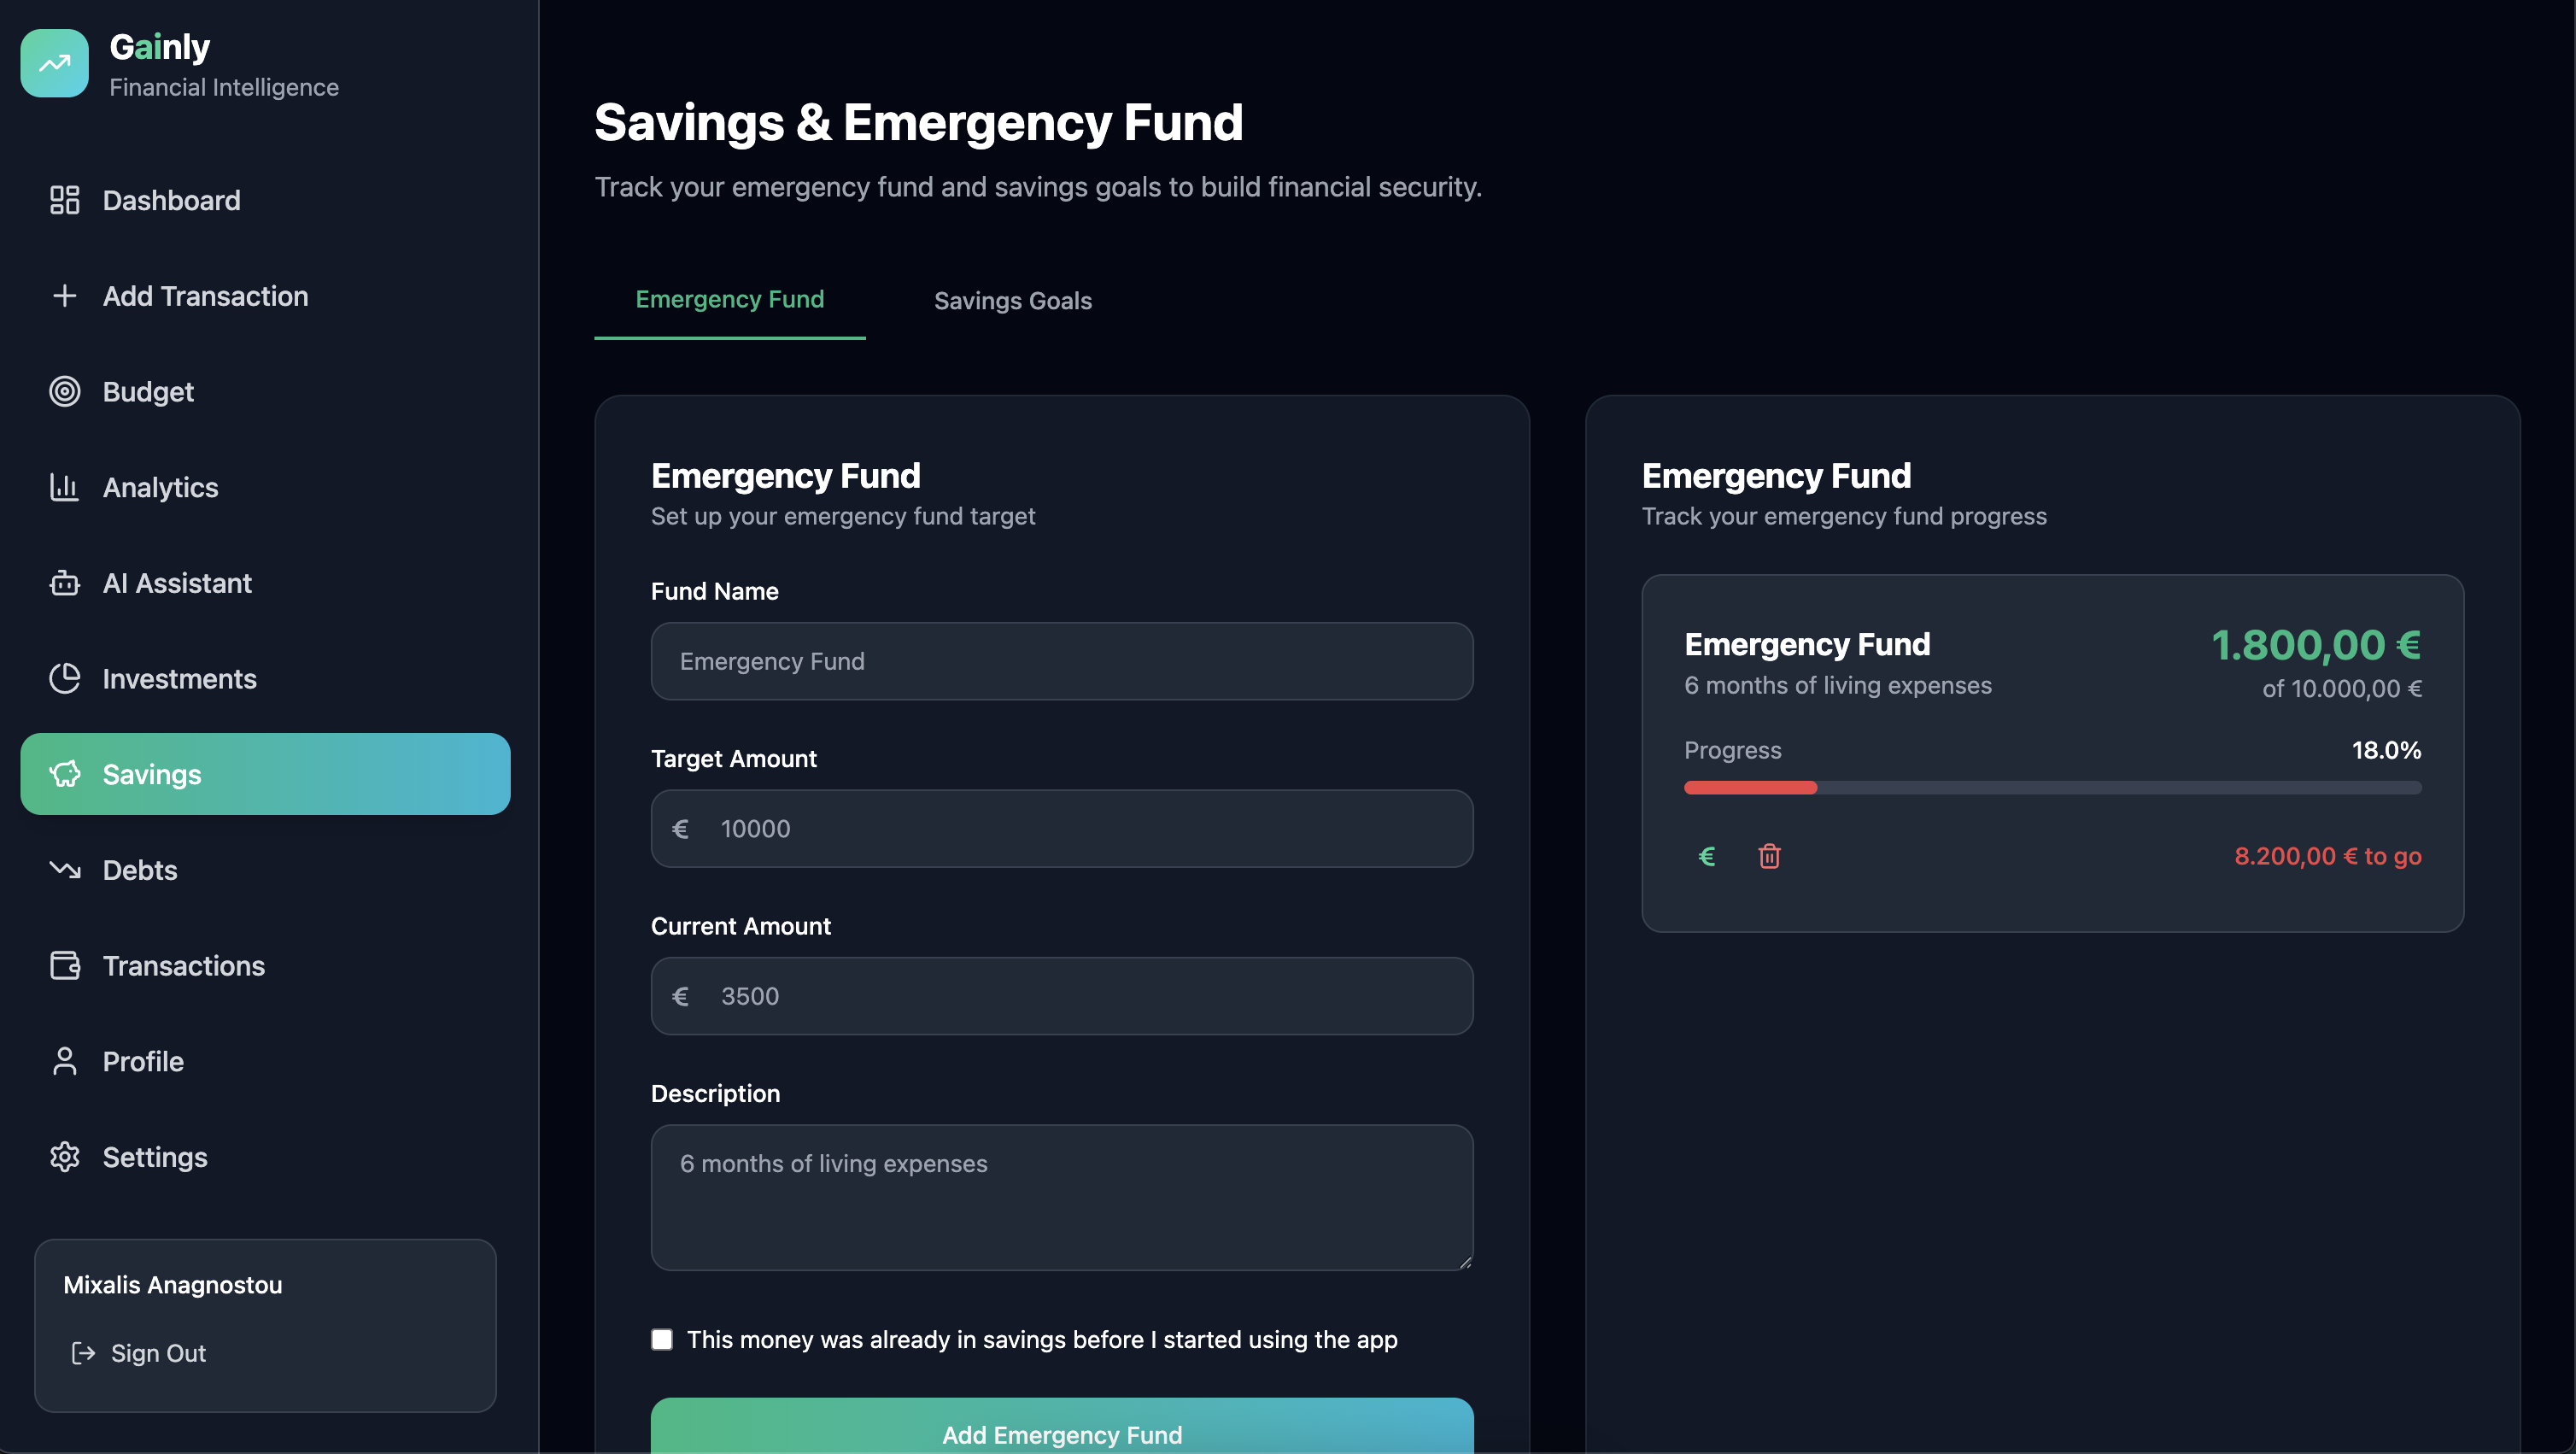 Gainly
Financial Intelligence
Dashboard
Add Transaction
Budget
Analytics
AI Assistant
Investments
Savings
Debts
Transactions
Profile
Settings
Mixalis Anagnostou
Sign Out
Savings & Emergency Fund
Track your emergency fund and savings goals to build financial security.
Emergency Fund
Savings Goals
Emergency Fund
Set up your emergency fund target
Fund Name
Emergency Fund
Target Amount
€ 10000
Current Amount
€ 3500
Description
6 months of living expenses
This money was already in savings before I started using the app
Add Emergency Fund
Emergency Fund
Track your emergency fund progress
Emergency Fund 1.800,00 €
6 months of living expenses of 10.000,00 €
Progress 18.0%
€ 8.200,00 € to go